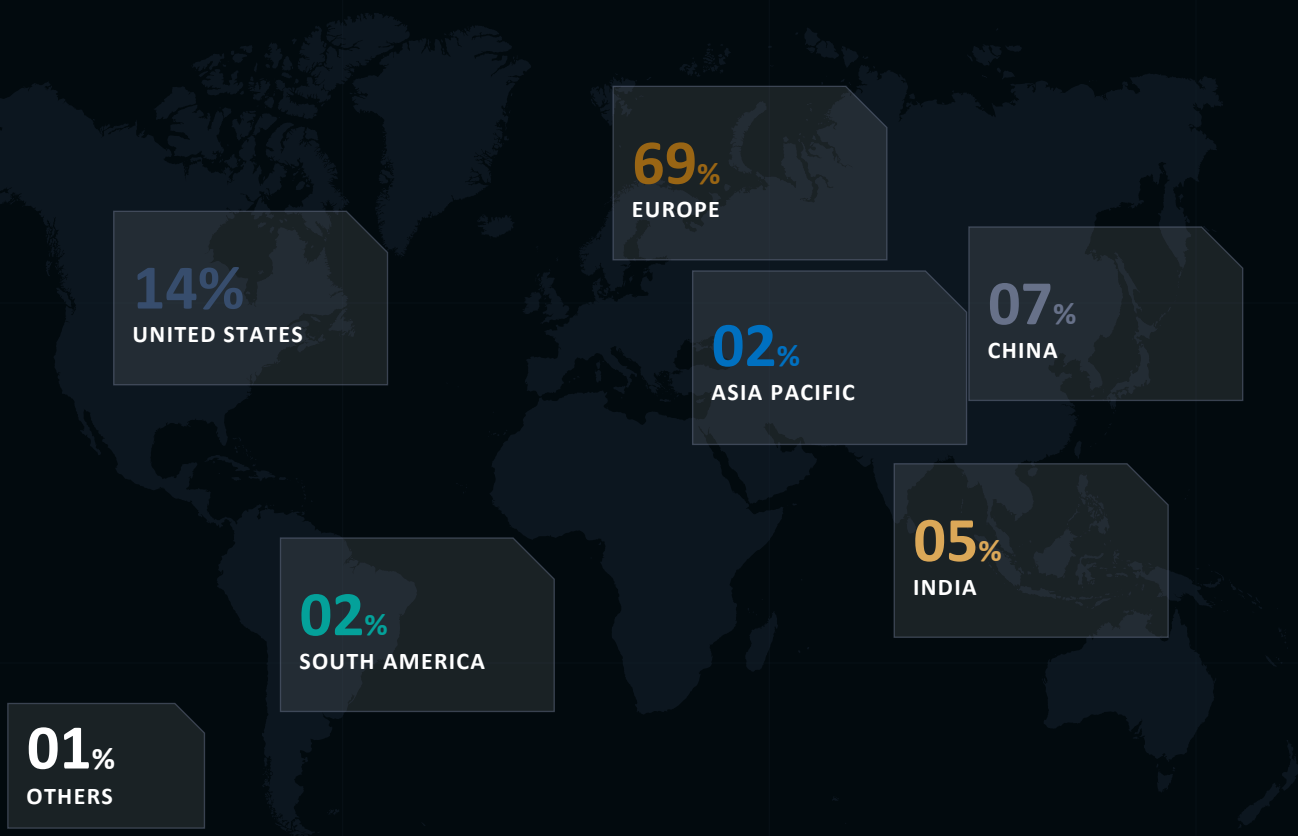 69%
EUROPE
14%
UNITED STATES
07%
CHINA
02%
ASIA PACIFIC
05%
INDIA
02%
SOUTH AMERICA
01%
OTHERS